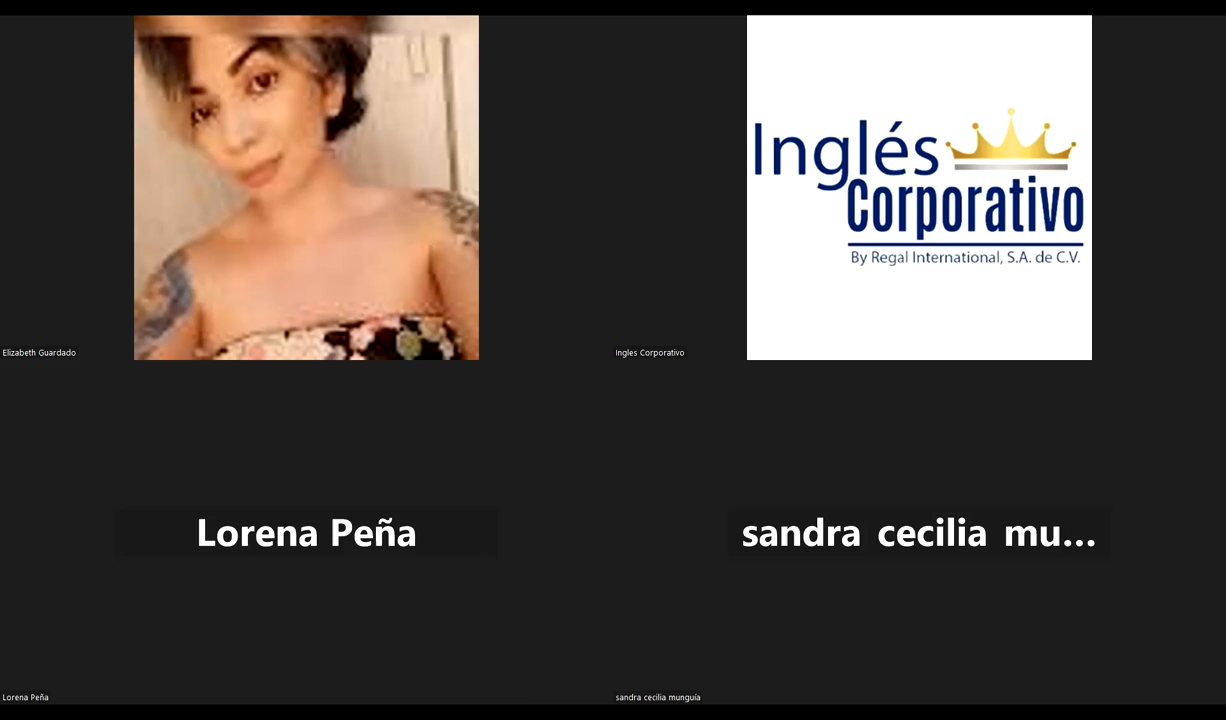 Inglés
Corporativo
By Regal International, S.A. de C.V.
Elizabeth Guardado
Ingles Corporativo
Lorena Peña
sandra cecilia mu...
Lorena Peña
sandra cecilia munguía